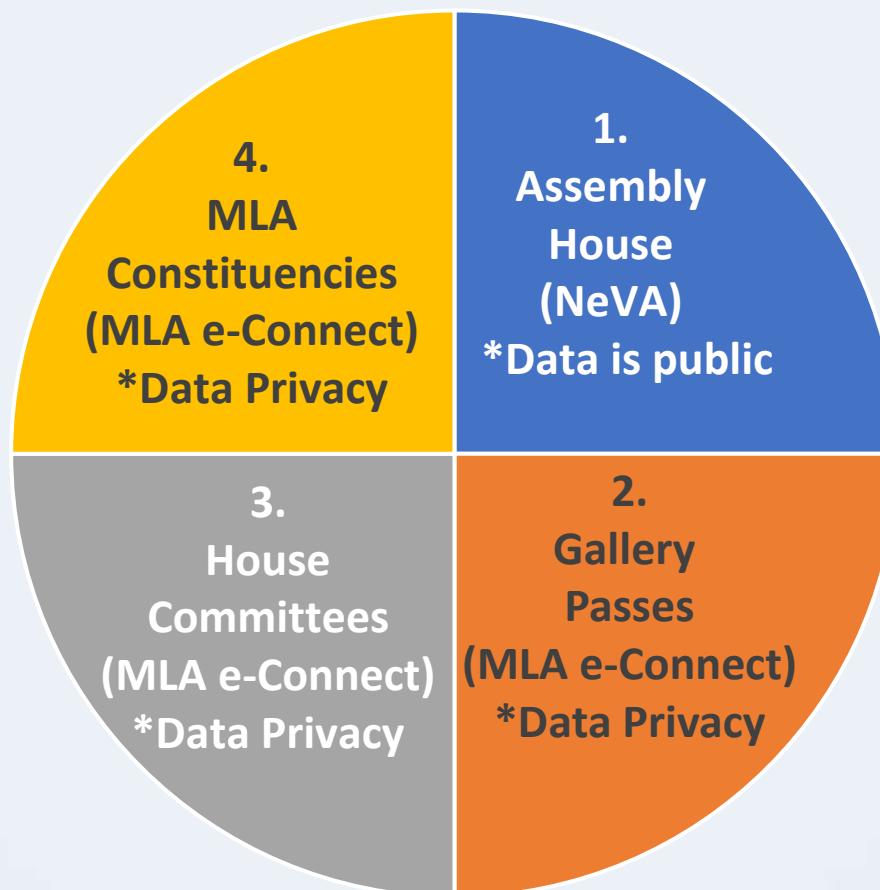 1.
Assembly
House
(NeVA)
*Data is public
2.
Gallery
Passes
(MLA e-Connect)
*Data Privacy
3.
House
Committees
(MLA e-Connect)
*Data Privacy
4.
MLA
Constituencies
(MLA e-Connect)
*Data Privacy